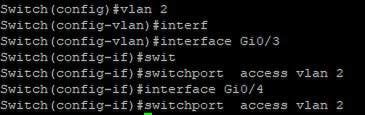 Switch(config)#vlan 2
Switch(config-vlan)#interf
Switch(config-vlan)#interface Gi0/3
Switch(config-if)#swit
Switch(config-if)#switchport  access vlan 2
Switch(config-if)#interface Gi0/4
Switch(config-if)#switchport  access vlan 2